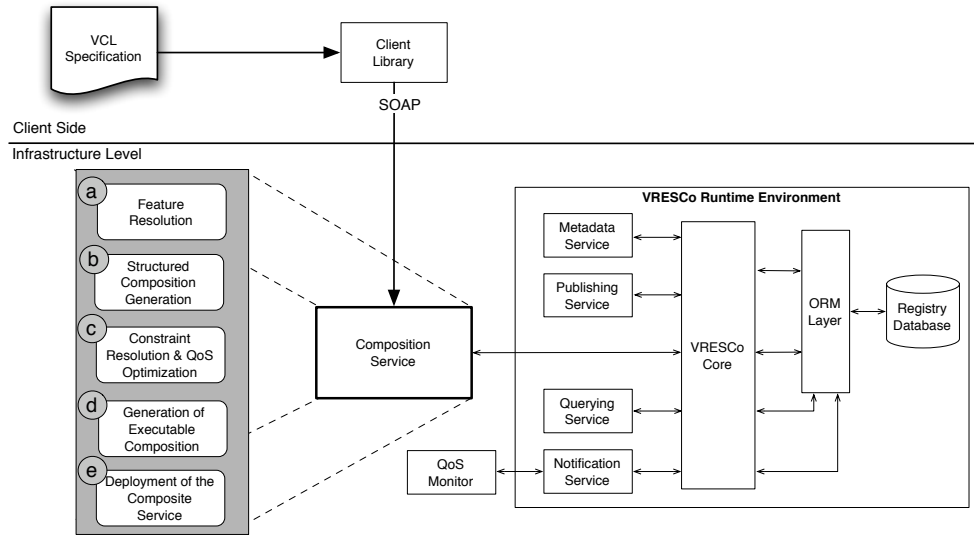 VCL
Specification
Client
Library
SOAP
Client Side
Infrastructure Level
a
Feature
Resolution
b
Structured
Composition
Generation
c
Constraint
Resolution & QoS
Optimization
d
Generation of
Executable
Composition
e
Deployment of the
Composite
Service
Composition
Service
VRESCo Runtime Environment
Metadata
Service
Publishing
Service
Querying
Service
QoS
Monitor
Notification
Service
VRESCo
Core
ORM
Layer
Registry
Database